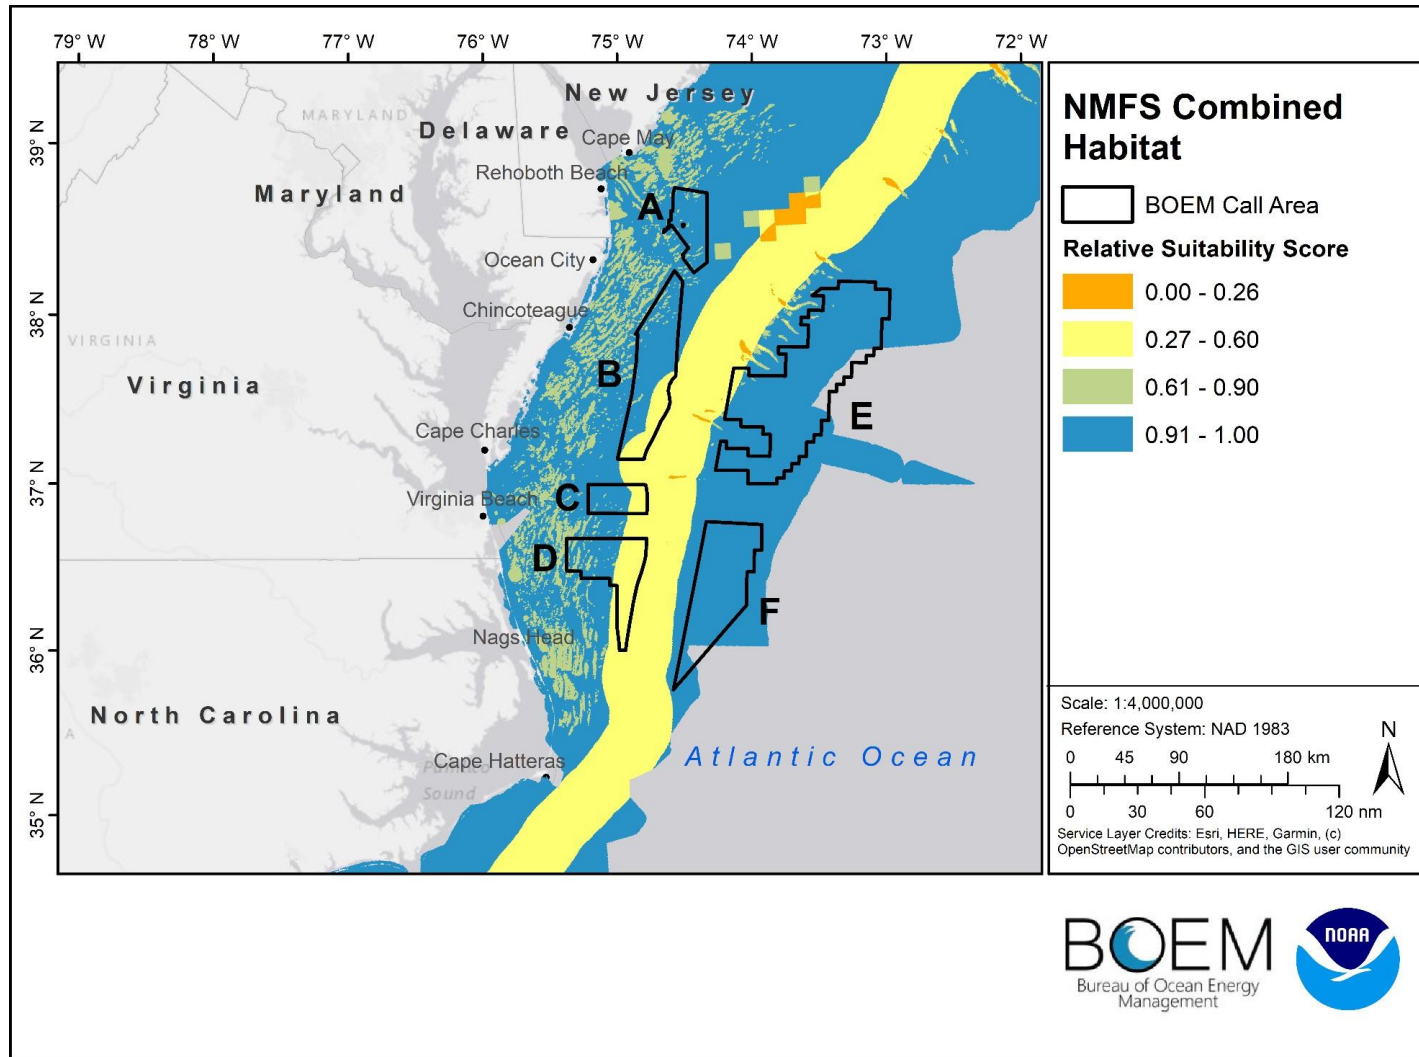 79° W 78° W 77° W 76° W 75° W 74° W 73° W 72° W
39° N
38° N
37° N
36° N
35° N
New Jersey
MARYLAND
Delaware
Cape May
Rehoboth Beach
Maryland
A
Ocean City
Chincoteague
VIRGINIA
Virginia
B
E
Cape Charles
Virginia Beach
C
D
F
Nags Head
North Carolina
A
Atlantic Ocean
Cape Hatteras
Pamlico
Sound
NMFS Combined
Habitat
BOEM Call Area
Relative Suitability Score
0.00 - 0.26
0.27 - 0.60
0.61 - 0.90
0.91 - 1.00
Scale: 1:4,000,000
Reference System: NAD 1983
N
0 45 90 180 km
0 30 60 120 nm
Service Layer Credits: Esri, HERE, Garmin, (c)
OpenStreetMap contributors, and the GIS user community
BOEM
Bureau of Ocean Energy
Management
NOAA